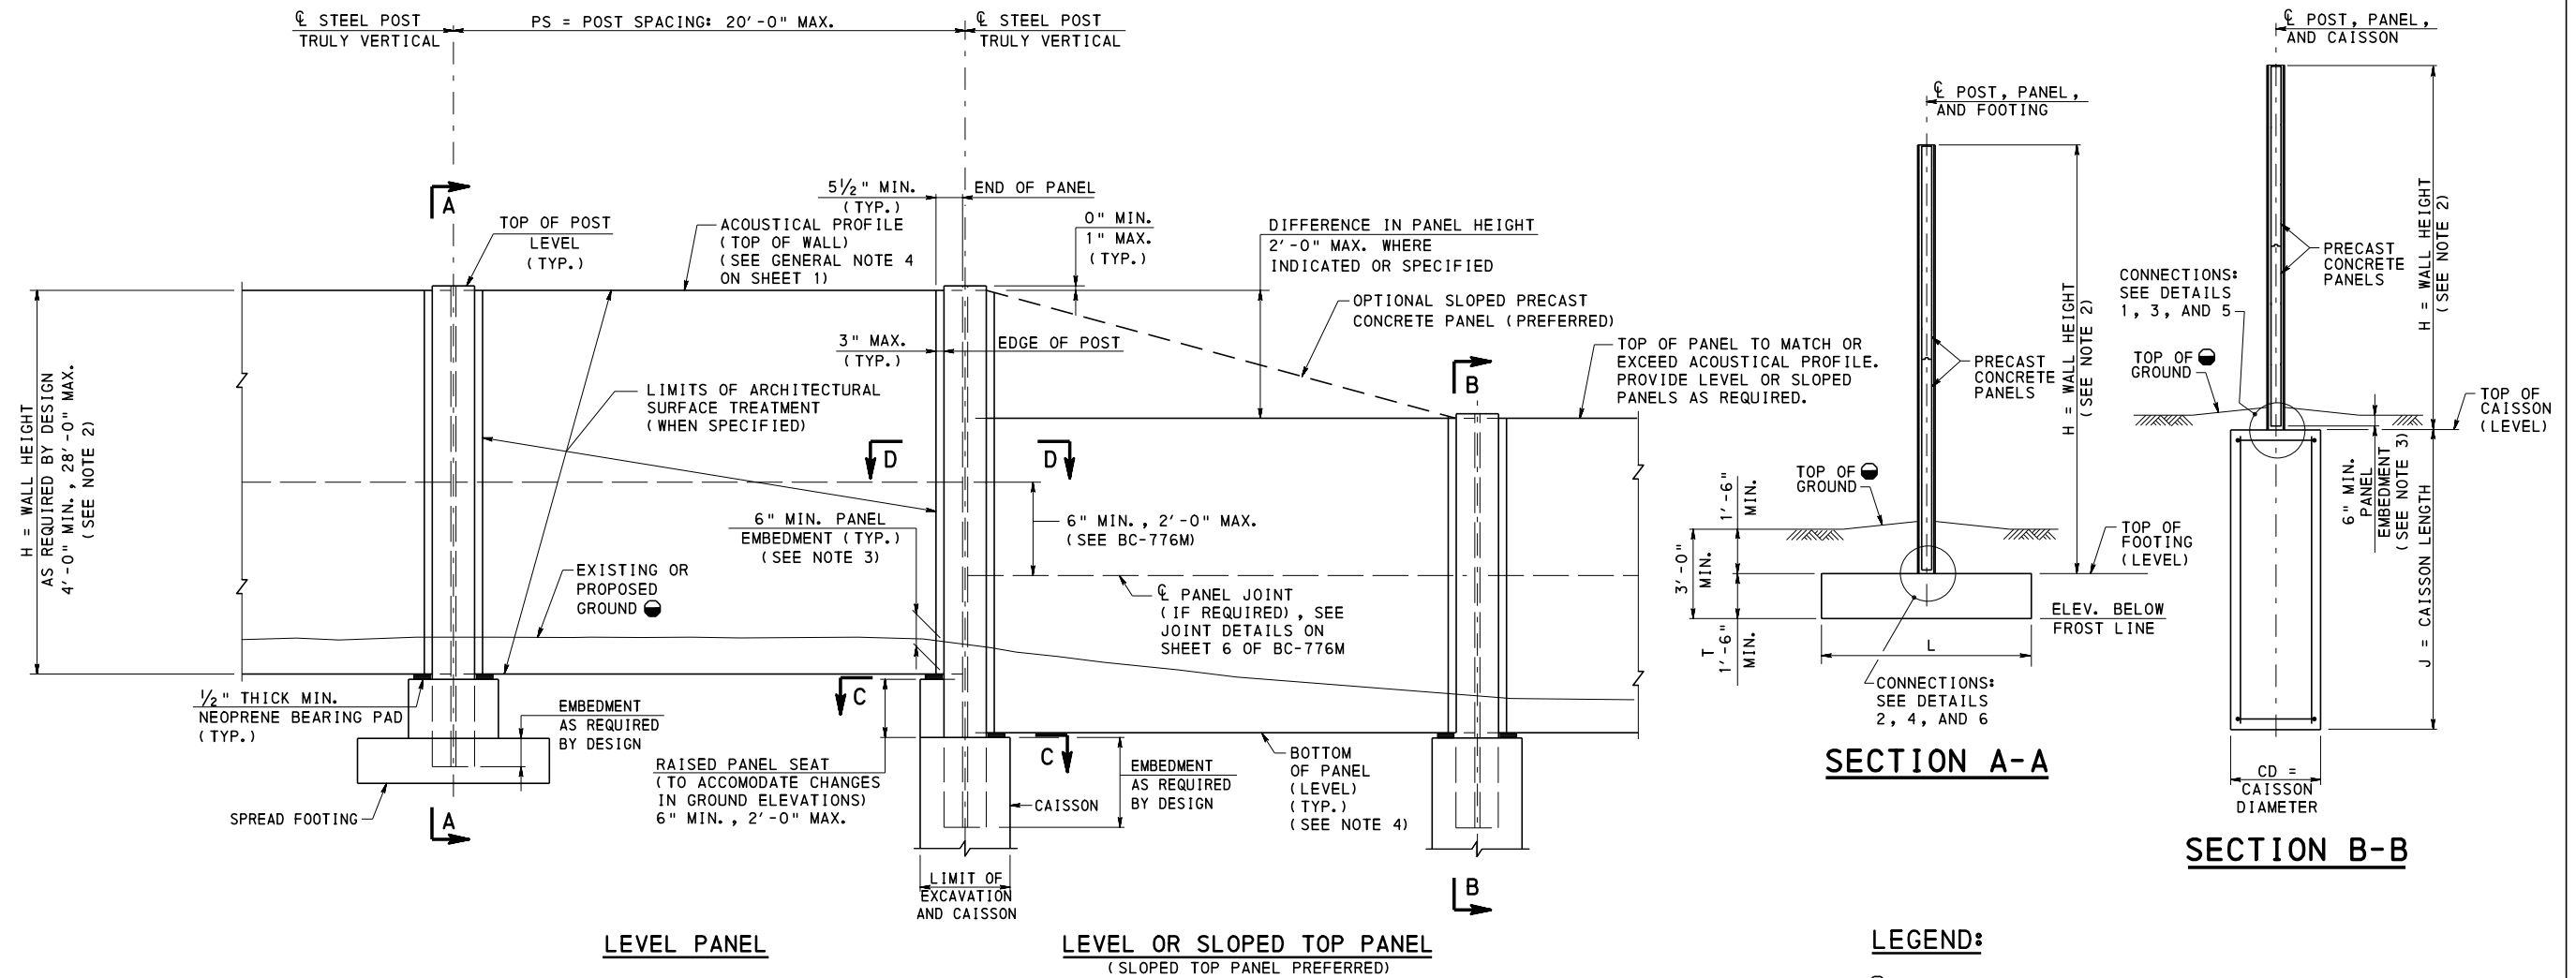 ℄ STEEL POST
TRULY VERTICAL
PS = POST SPACING: 20'-0" MAX.
℄ STEEL POST
TRULY VERTICAL
A
TOP OF POST
LEVEL
(TYP.)
ACOUSTICAL PROFILE
(TOP OF WALL)
(SEE GENERAL NOTE 4
ON SHEET 1)
5½" MIN.
(TYP.)
END OF PANEL
0" MIN.
1" MAX.
(TYP.)
DIFFERENCE IN PANEL HEIGHT
2'-0" MAX. WHERE
INDICATED OR SPECIFIED
OPTIONAL SLOPED PRECAST
CONCRETE PANEL (PREFERRED)
3" MAX.
(TYP.)
EDGE OF POST
TOP OF PANEL TO MATCH OR
EXCEED ACOUSTICAL PROFILE.
PROVIDE LEVEL OR SLOPED
PANELS AS REQUIRED.
B
LIMITS OF ARCHITECTURAL
SURFACE TREATMENT
(WHEN SPECIFIED)
H = WALL HEIGHT
AS REQUIRED BY DESIGN
4'-0" MIN., 28'-0" MAX.
(SEE NOTE 2)
D
D
6" MIN. PANEL
EMBEDMENT (TYP.)
(SEE NOTE 3)
6" MIN., 2'-0" MAX.
(SEE BC-776M)
EXISTING OR
PROPOSED
GROUND
℄ PANEL JOINT
(IF REQUIRED), SEE
JOINT DETAILS ON
SHEET 6 OF BC-776M
½" THICK MIN.
NEOPRENE BEARING PAD
(TYP.)
EMBEDMENT
AS REQUIRED
BY DESIGN
C
C
RAISED PANEL SEAT
(TO ACCOMODATE CHANGES
IN GROUND ELEVATIONS)
6" MIN., 2'-0" MAX.
CAISSON
EMBEDMENT
AS REQUIRED
BY DESIGN
BOTTOM
OF PANEL
(LEVEL)
(TYP.)
(SEE NOTE 4)
SPREAD FOOTING
A
LIMIT OF
EXCAVATION
AND CAISSON
B
LEVEL PANEL
LEVEL OR SLOPED TOP PANEL
(SLOPED TOP PANEL PREFERRED)
℄ POST, PANEL,
AND FOOTING
H = WALL HEIGHT
(SEE NOTE 2)
PRECAST
CONCRETE
PANELS
TOP OF
GROUND
1'-6"
MIN.
3'-0"
MIN.
T
1'-6"
MIN.
TOP OF
FOOTING
(LEVEL)
ELEV. BELOW
FROST LINE
L
CONNECTIONS:
SEE DETAILS
2, 4, AND 6
SECTION A-A
℄ POST, PANEL,
AND CAISSON
H = WALL HEIGHT
(SEE NOTE 2)
PRECAST
CONCRETE
PANELS
CONNECTIONS:
SEE DETAILS
1, 3, AND 5
TOP OF
GROUND
TOP OF
CAISSON
(LEVEL)
6" MIN.
PANEL
EMBEDMENT
(SEE NOTE 3)
J = CAISSON LENGTH
CD =
CAISSON
DIAMETER
SECTION B-B
LEGEND: